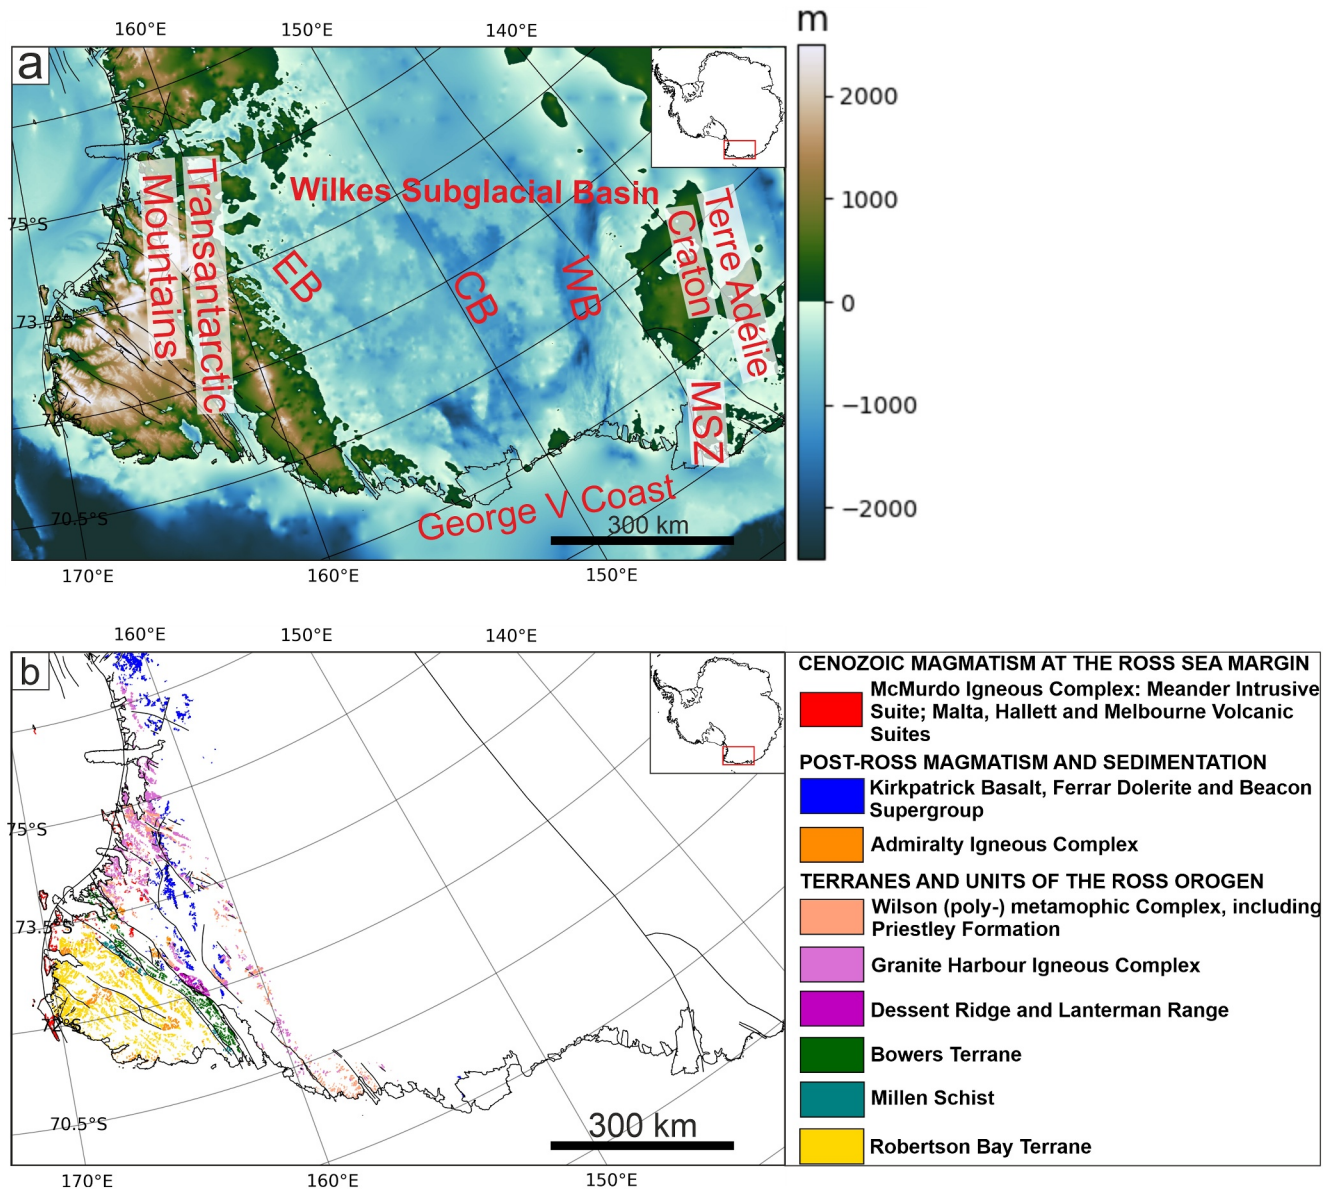 160°E 150°E 140°E m
a
2000
1000
0
−1000
−2000
75°S
73.5°S
72°S
70.5°S
Transantarctic
Mountains
Wilkes Subglacial Basin
EB
CB
WB
Terre Adélie
Craton
MSZ
George V Coast
300 km
170°E 160°E 150°E
160°E 150°E 140°E
b
75°S
73.5°S
72°S
70.5°S
300 km
170°E 160°E 150°E
CENOZOIC MAGMATISM AT THE ROSS SEA MARGIN
McMurdo Igneous Complex: Meander Intrusive
Suite; Malta, Hallett and Melbourne Volcanic
Suites
POST-ROSS MAGMATISM AND SEDIMENTATION
Kirkpatrick Basalt, Ferrar Dolerite and Beacon
Supergroup
Admiralty Igneous Complex
TERRANES AND UNITS OF THE ROSS OROGEN
Wilson (poly-) metamophic Complex, including
Priestley Formation
Granite Harbour Igneous Complex
Dessent Ridge and Lanterman Range
Bowers Terrane
Millen Schist
Robertson Bay Terrane